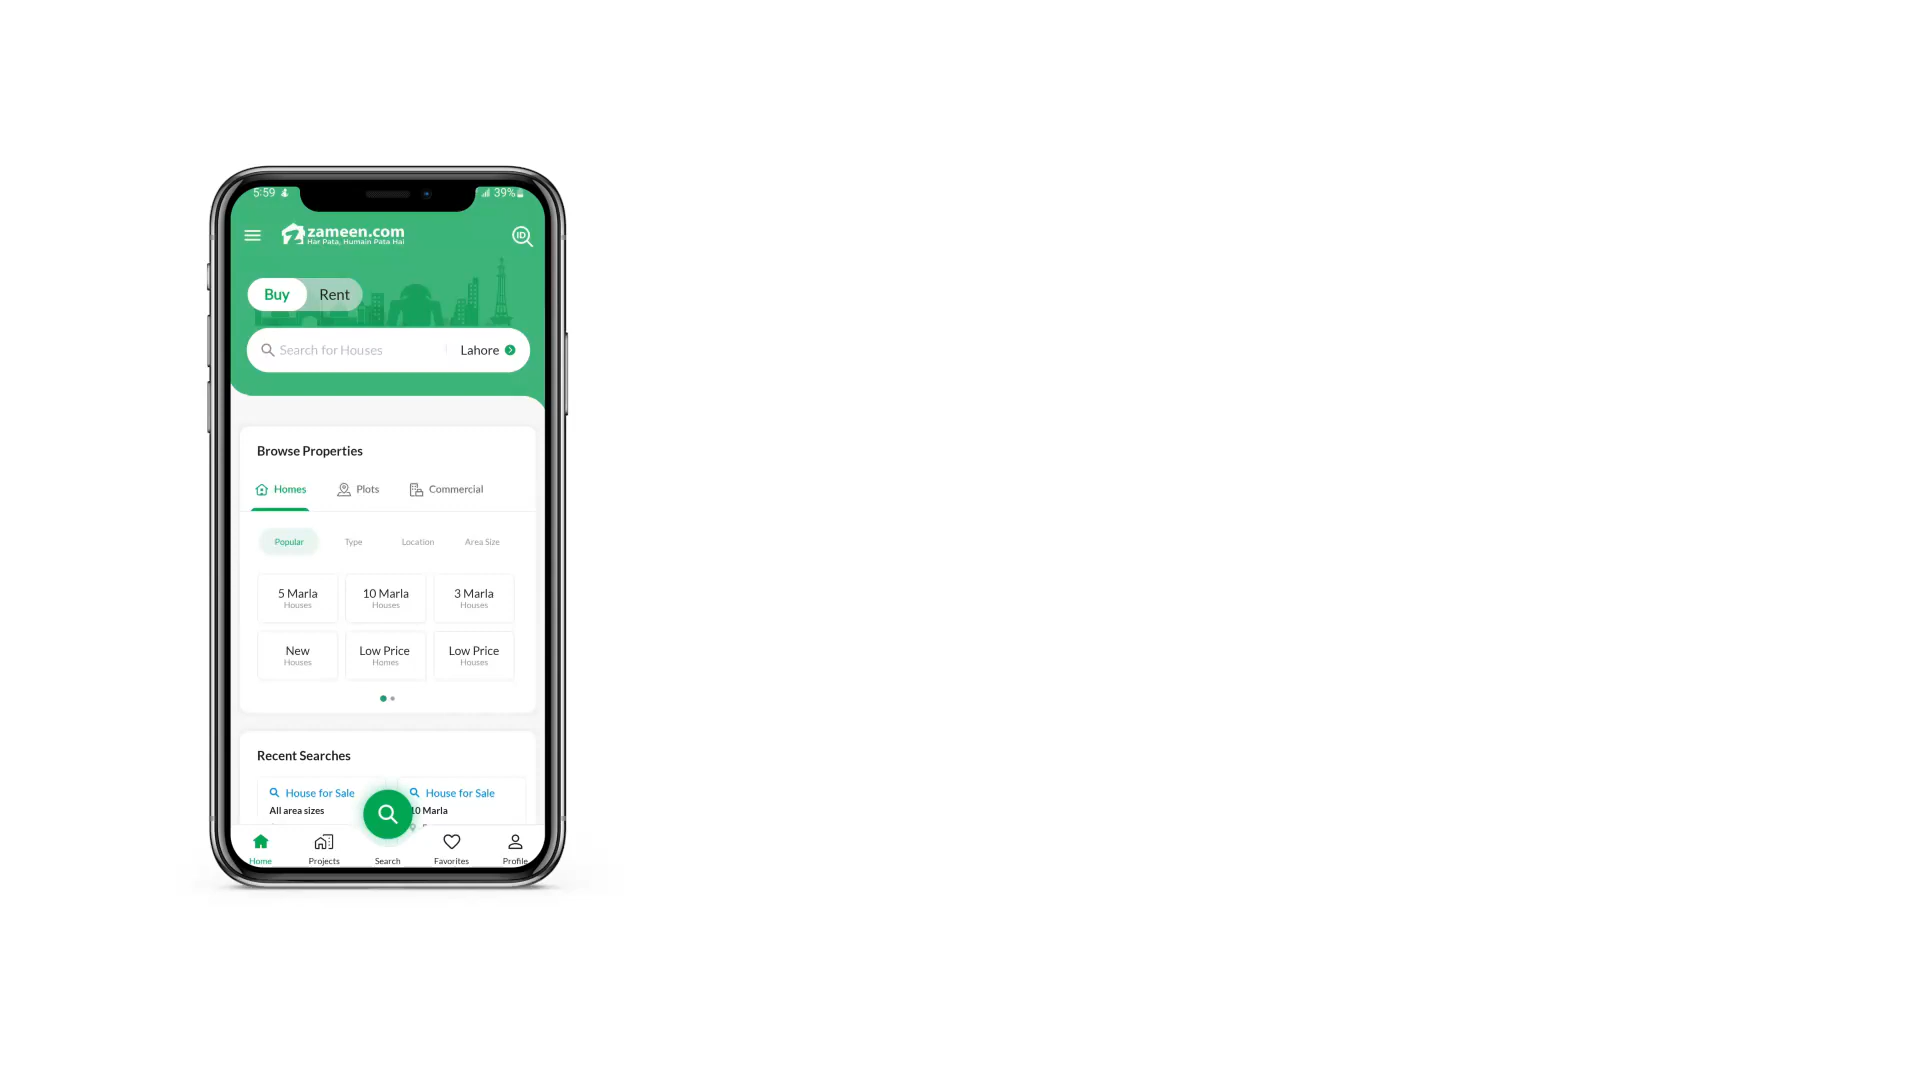 5:59
39%
zameen.com
Har Pata, Humain Pata Hai
ID
Buy Rent
Search for Houses Lahore
Browse Properties
Homes Plots Commercial
Popular Type Location Area Size
5 Marla 10 Marla 3 Marla
Houses Houses Houses
New Low Price Low Price
Houses Homes Houses
Recent Searches
House for Sale House for Sale
All area sizes 10 Marla
Home Projects Search Favorites Profile